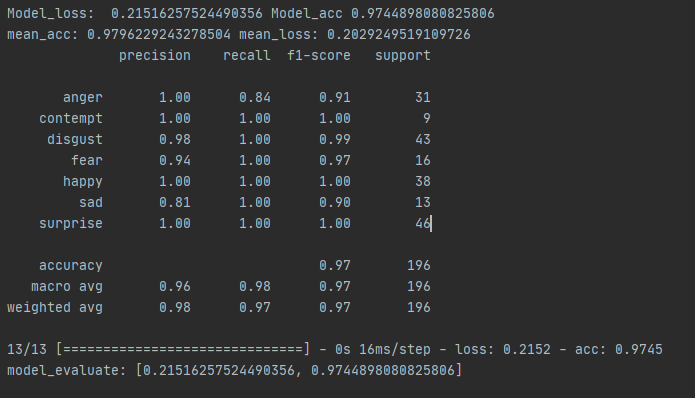 Model_loss:  0.21516257524490356 Model_acc 0.9744898080825806
mean_acc: 0.9796229243278504 mean_loss: 0.2029249519109726
              precision    recall  f1-score   support

       anger       1.00      0.84      0.91        31
    contempt       1.00      1.00      1.00         9
     disgust       0.98      1.00      0.99        43
        fear       0.94      1.00      0.97        16
       happy       1.00      1.00      1.00        38
         sad       0.81      1.00      0.90        13
    surprise       1.00      1.00      1.00        46

    accuracy                           0.97       196
   macro avg       0.96      0.98      0.97       196
weighted avg       0.98      0.97      0.97       196

13/13 [==============================] - 0s 16ms/step - loss: 0.2152 - acc: 0.9745
model_evaluate: [0.21516257524490356, 0.9744898080825806]